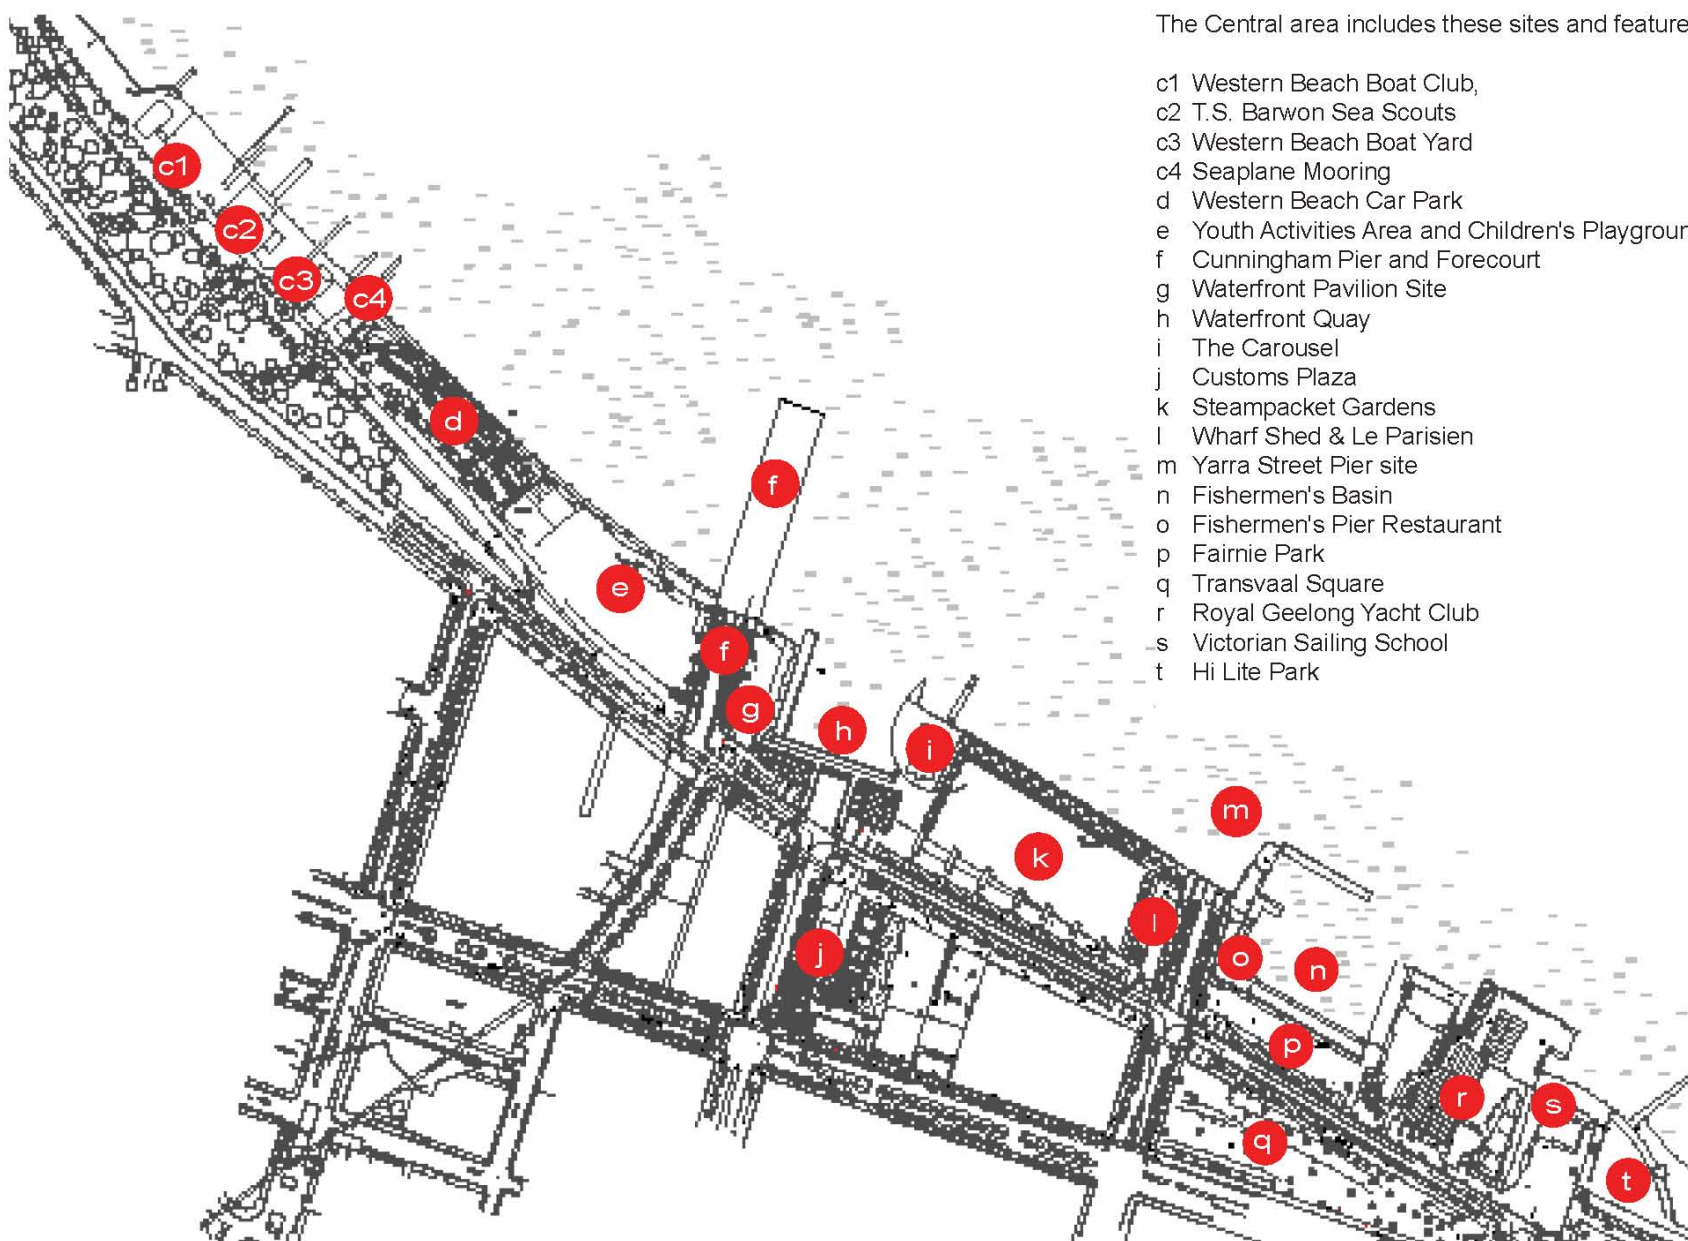 The Central area includes these sites and feature
c1 Western Beach Boat Club,
c2 T.S. Barwon Sea Scouts
c3 Western Beach Boat Yard
c4 Seaplane Mooring
d Western Beach Car Park
e Youth Activities Area and Children's Playgrour
f Cunningham Pier and Forecourt
g Waterfront Pavilion Site
h Waterfront Quay
i The Carousel
j Customs Plaza
k Steampacket Gardens
l Wharf Shed & Le Parisien
m Yarra Street Pier site
n Fishermen's Basin
o Fishermen's Pier Restaurant
p Fairnie Park
q Transvaal Square
r Royal Geelong Yacht Club
s Victorian Sailing School
t Hi Lite Park
c1
c2
c3
c4
d
f
e
f
g
h
i
m
k
l
j
o
n
p
r
s
q
t